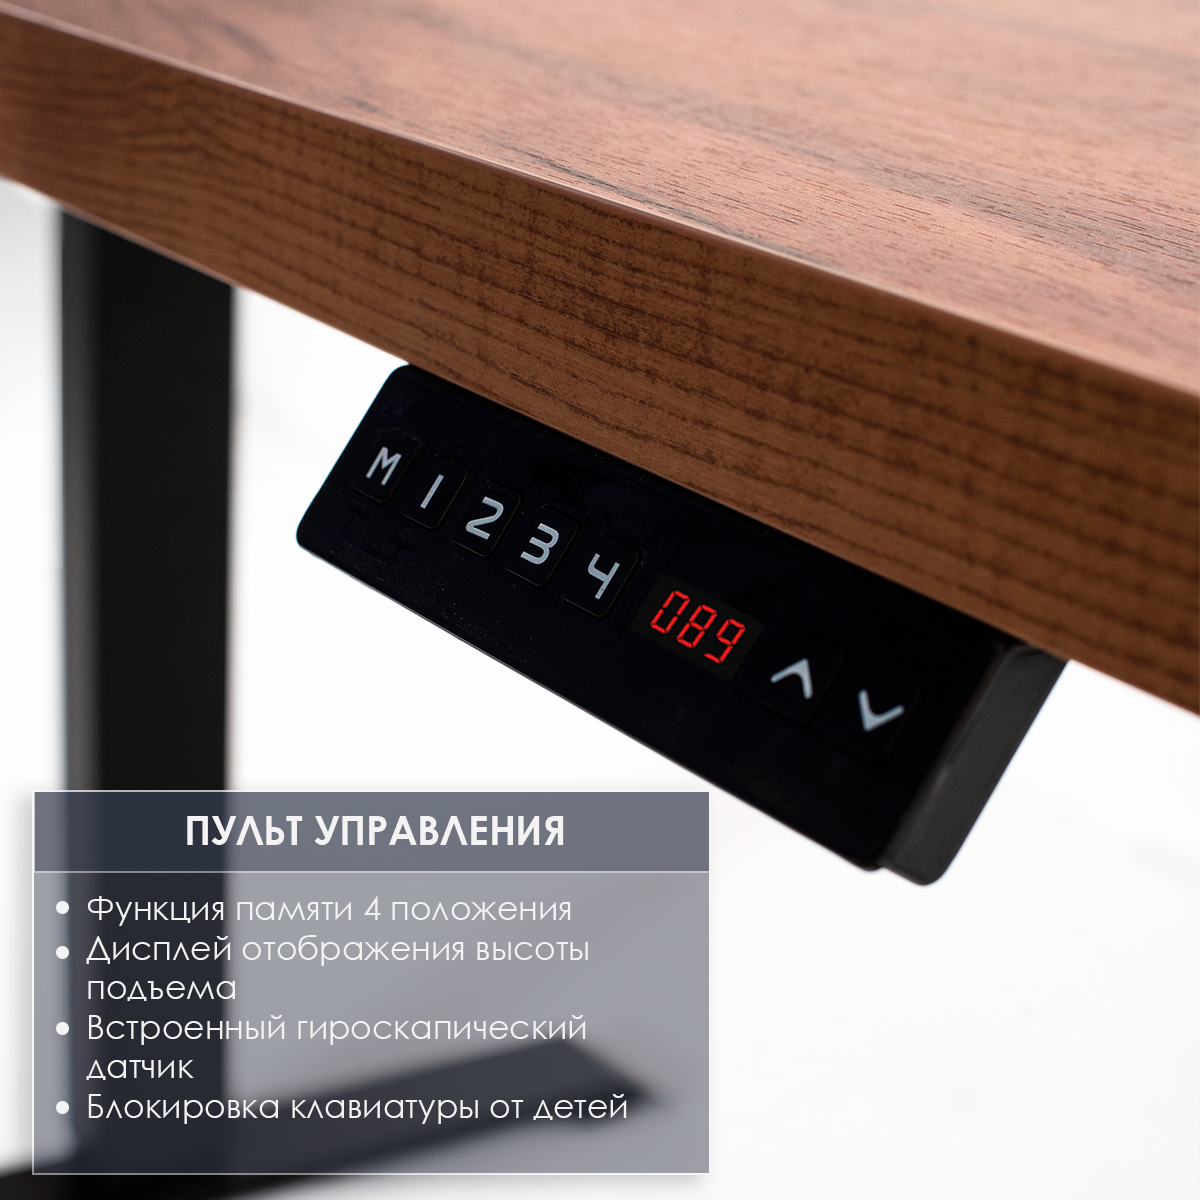 M 1 2 3 4
089
ПУЛЬТ УПРАВЛЕНИЯ
• Функция памяти 4 положения
• Дисплей отображения высоты
подъема
• Встроенный гироскапический
датчик
• Блокировка клавиатуры от детей